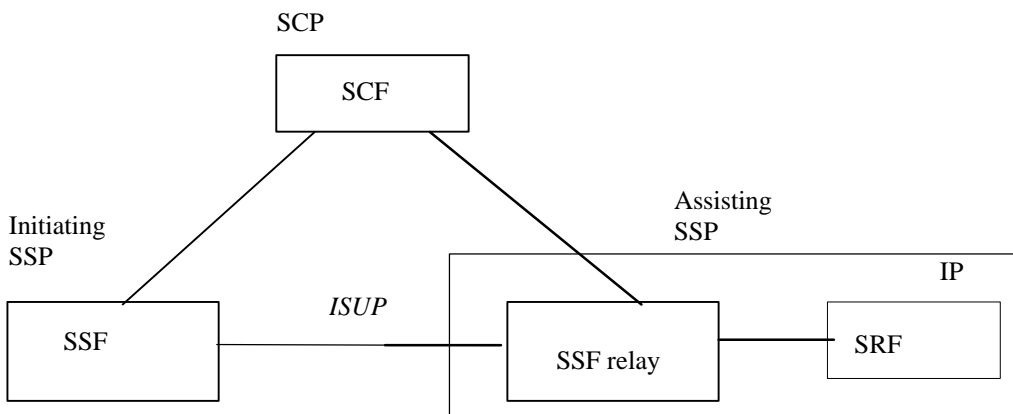 SCP
SCF
Assisting
SSP
Initiating
SSP
IP
ISUP
SSF
SSF relay
SRF